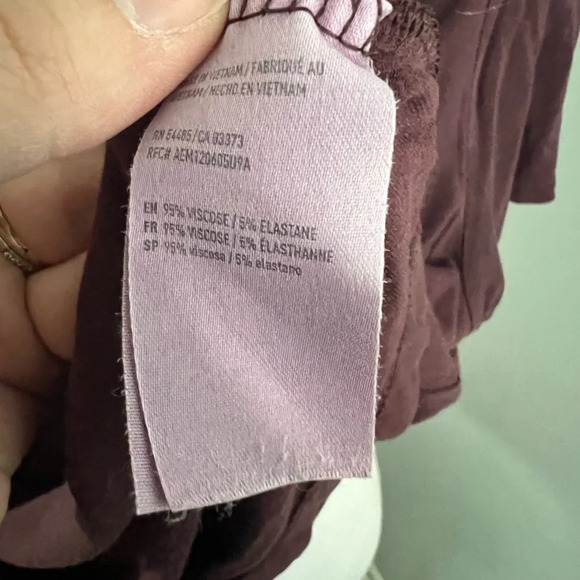 IN VIETNAM / FABRIQUÉ AU
VIETNAM / HECHO EN VIETNAM
RN 54485 / CA 03373
RFC# AEM120605U9A
EN 95% VISCOSE / 5% ELASTANE
FR 95% VISCOSE / 5% ÉLASTHANNE
SP 95% viscosa / 5% elastano